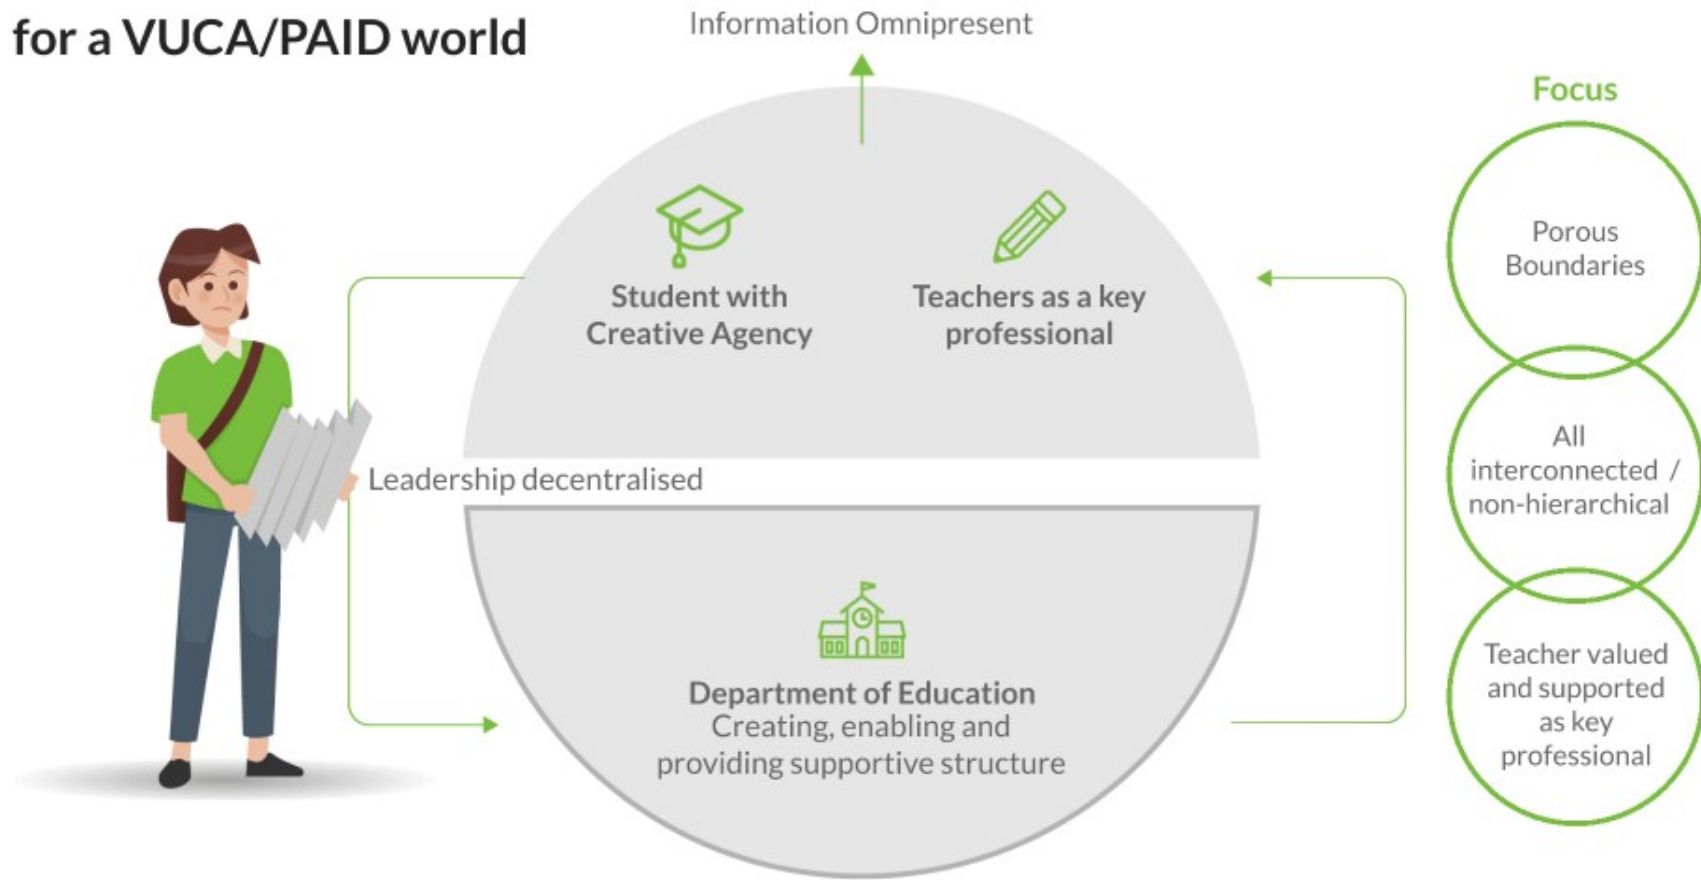 for a VUCA/PAID world
Information Omnipresent
Student with
Creative Agency
Teachers as a key
professional
Leadership decentralised
Department of Education
Creating, enabling and
providing supportive structure
Focus
Porous
Boundaries
All
interconnected /
non-hierarchical
Teacher valued
and supported
as key
professional